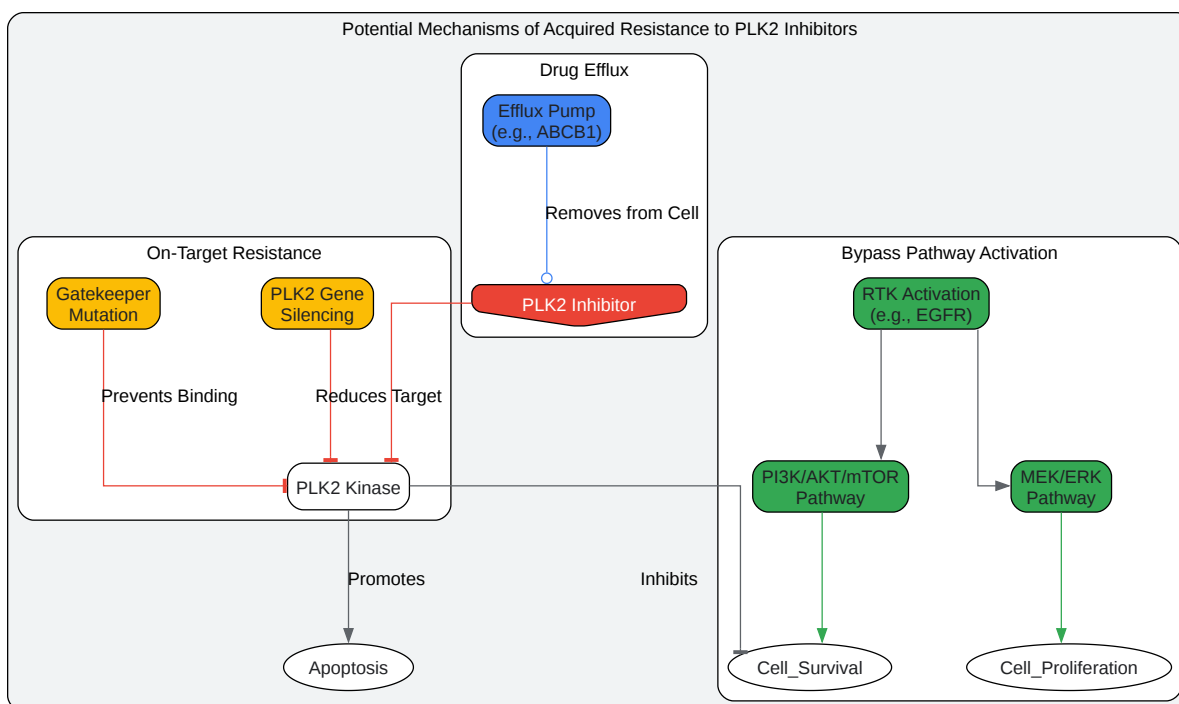 Potential Mechanisms of Acquired Resistance to PLK2 Inhibitors
Drug Efflux
Efflux Pump
(e.g., ABCB1)
Removes from Cell
On-Target Resistance
Bypass Pathway Activation
Gatekeeper
Mutation
PLK2 Gene
Silencing
PLK2 Inhibitor
RTK Activation
(e.g., EGFR)
Prevents Binding
Reduces Target
PLK2 Kinase
PI3K/AKT/mTOR
Pathway
MEK/ERK
Pathway
Promotes
Inhibits
Apoptosis
Cell_Survival
Cell_Proliferation